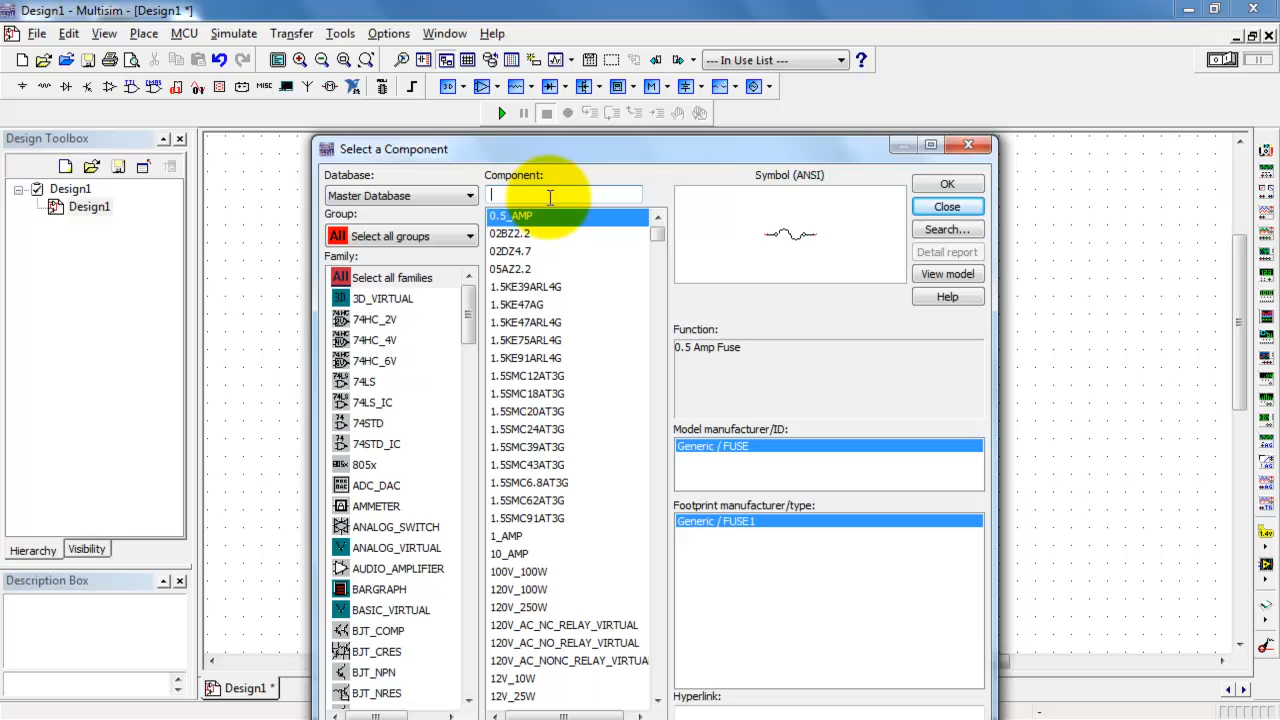 Design1 - Multisim - [Design1 *]
File Edit View Place MCU Simulate Transfer Tools Options Window Help
--- In Use List ---
MISC
Design Toolbox
Design1
Design1
Hierarchy Visibility
Description Box
Design1 *
Select a Component
Database:
Master Database
Group:
All Select all groups
Family:
All Select all families
3D_VIRTUAL
74HC_2V
74HC_4V
74HC_6V
74LS
74LS_IC
74STD
74STD_IC
805x
ADC_DAC
AMMETER
ANALOG_SWITCH
ANALOG_VIRTUAL
AUDIO_AMPLIFIER
BARGRAPH
BASIC_VIRTUAL
BJT_COMP
BJT_CRES
BJT_NPN
BJT_NRES
Component:
0.5_AMP
02BZ2.2
02DZ4.7
05AZ2.2
1.5KE39ARL4G
1.5KE47AG
1.5KE47ARL4G
1.5KE75ARL4G
1.5KE91ARL4G
1.5SMC12AT3G
1.5SMC18AT3G
1.5SMC20AT3G
1.5SMC24AT3G
1.5SMC39AT3G
1.5SMC43AT3G
1.5SMC6.8AT3G
1.5SMC62AT3G
1.5SMC91AT3G
1_AMP
10_AMP
100V_100W
120V_100W
120V_250W
120V_AC_NC_RELAY_VIRTUAL
120V_AC_NO_RELAY_VIRTUAL
120V_AC_NONC_RELAY_VIRTUA
12V_10W
12V_25W
Symbol (ANSI)
Function:
0.5 Amp Fuse
Model manufacturer/ID:
Generic / FUSE
Footprint manufacturer/type:
Generic / FUSE1
Hyperlink:
OK
Close
Search...
Detail report
View model
Help